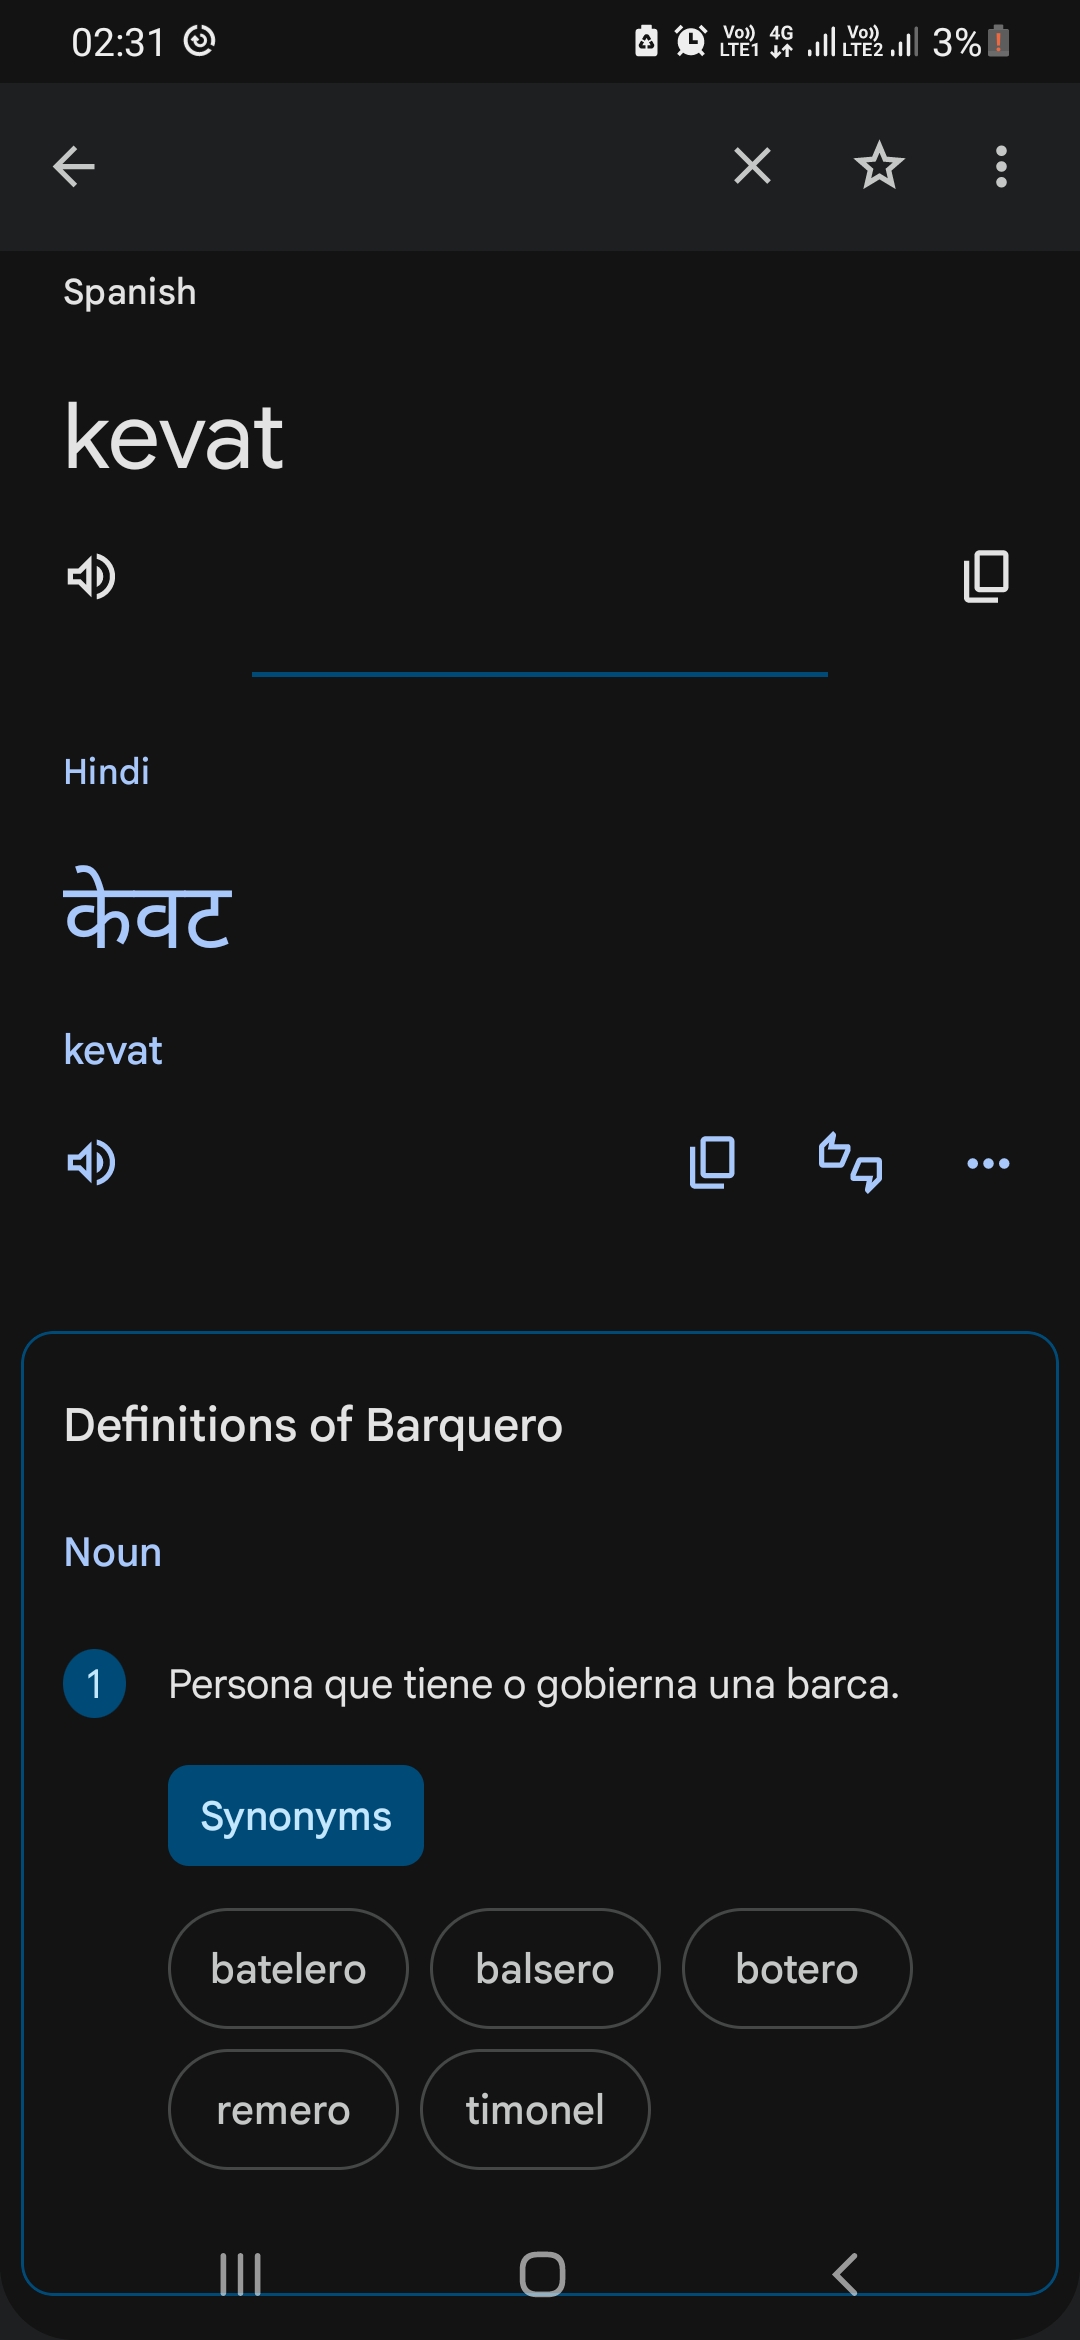 02:31 Vo)) LTE1 4G Vo)) LTE2 3%
Spanish
kevat
Hindi
केवट
kevat
Definitions of Barquero
Noun
1 Persona que tiene o gobierna una barca.
Synonyms
batelero balsero botero
remero timonel